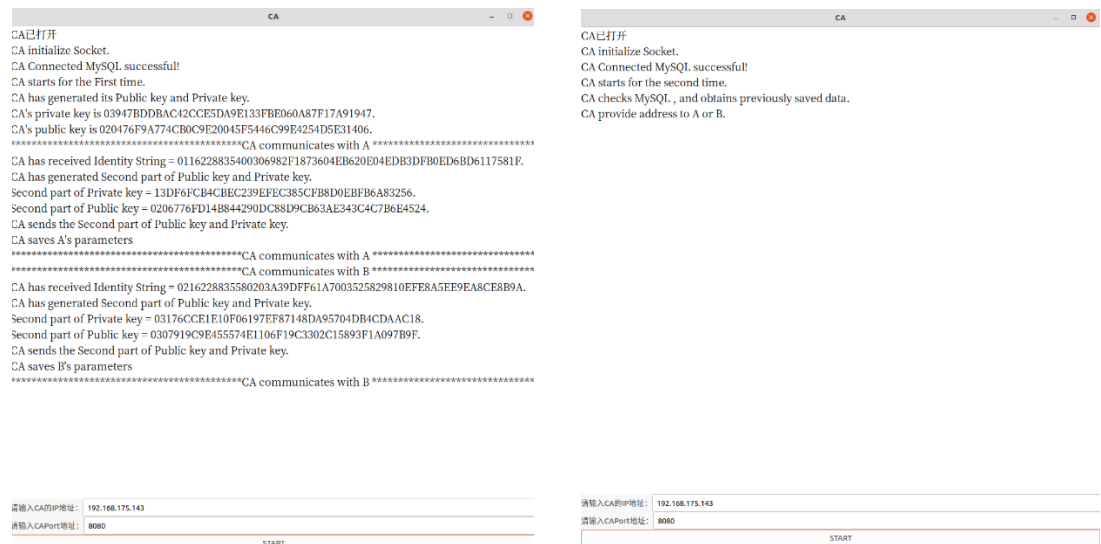 CA
CA已打开
CA initialize Socket.
CA Connected MySQL successful!
CA starts for the First time.
CA has generated its Public key and Private key.
CA's private key is 03947BDDBAC42CCE5DA9E133FBE060A87F17A91947.
CA's public key is 020476F9A774CB0C9E20045F5446C99E4254D5E31406.
*********************************************CA communicates with A ********************************
CA has received Identity String = 0116228835400306982F1873604EB620E04EDB3DFB0ED6BD6117581F.
CA has generated Second part of Public key and Private key.
Second part of Private key = 13DF6FCB4CBEC239EFEC385CFB8D0EBFB6A83256.
Second part of Public key = 0206776FD14B844290DC88D9CB63AE343C4C7B6E4524.
CA sends the Second part of Public key and Private key.
CA saves A's parameters
*********************************************CA communicates with A ********************************
*********************************************CA communicates with B ********************************
CA has received Identity String = 0216228835580203A39DFF61A7003525829810EFE8A5EE9EA8CE8B9A.
CA has generated Second part of Public key and Private key.
Second part of Private key = 03176CCE1E10F06197EF87148DA95704DB4CDAAC18.
Second part of Public key = 0307919C9E455574E1106F19C3302C15893F1A097B9F.
CA sends the Second part of Public key and Private key.
CA saves B's parameters
*********************************************CA communicates with B ********************************
请输入CA的IP地址: 192.168.175.143
请输入CAPort地址: 8080
START
CA
CA已打开
CA initialize Socket.
CA Connected MySQL successful!
CA starts for the second time.
CA checks MySQL , and obtains previously saved data.
CA provide address to A or B.
请输入CA的IP地址: 192.168.175.143
请输入CAPort地址: 8080
START